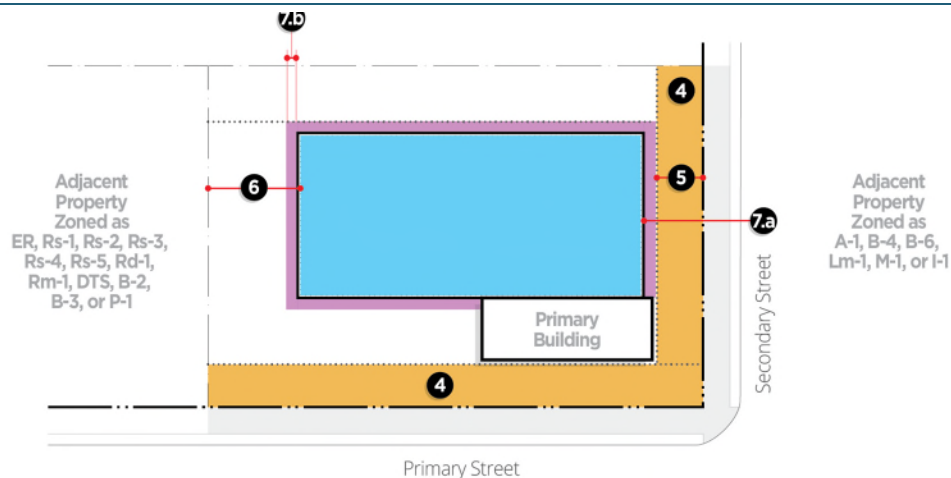 7.b
4
Adjacent
Property
Zoned as
ER, Rs-1, Rs-2, Rs-3,
Rs-4, Rs-5, Rd-1,
Rm-1, DTS, B-2,
B-3, or P-1
6
5
7.a
Adjacent
Property
Zoned as
A-1, B-4, B-6,
Lm-1, M-1, or I-1
Primary
Building
Secondary Street
4
Primary Street